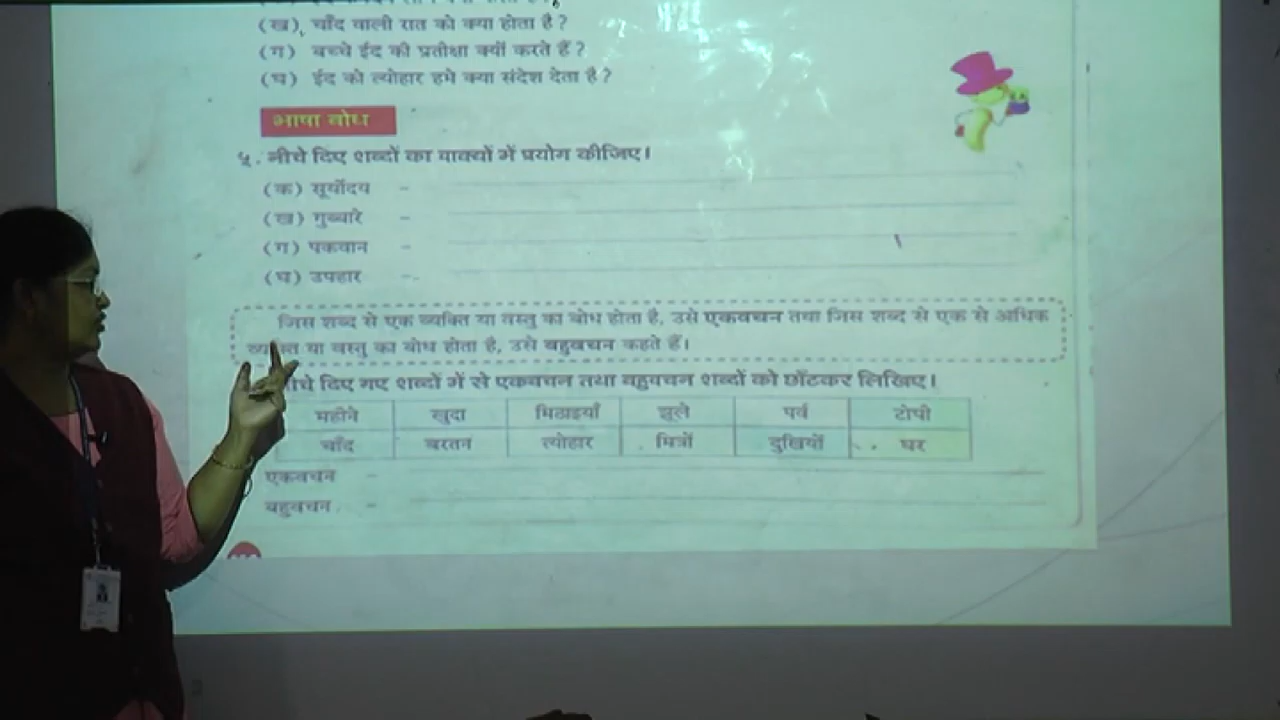 (ख) चाँद वाली रात को क्या होता है?
(ग) बच्चे ईद की प्रतीक्षा क्यों करते हैं?
(घ) ईद का त्योहार हमें क्या संदेश देता है?
भाषा बोध
५. नीचे दिए शब्दों का वाक्यों में प्रयोग कीजिए।
(क) सूर्योदय -
(ख) गुब्बारे -
(ग) पकवान -
(घ) उपहार -
जिस शब्द से एक व्यक्ति या वस्तु का बोध होता है, उसे एकवचन तथा जिस शब्द से एक से अधिक
व्यक्ति या वस्तु का बोध होता है, उसे बहुवचन कहते हैं।
दिए गए शब्दों में से एकवचन तथा बहुवचन शब्दों को छाँटकर लिखिए।
महीने खुदा मिठाइयाँ झूले पर्व टोपी
चाँद बरतन त्योहार मित्रों दुखियों घर
एकवचन -
बहुवचन -